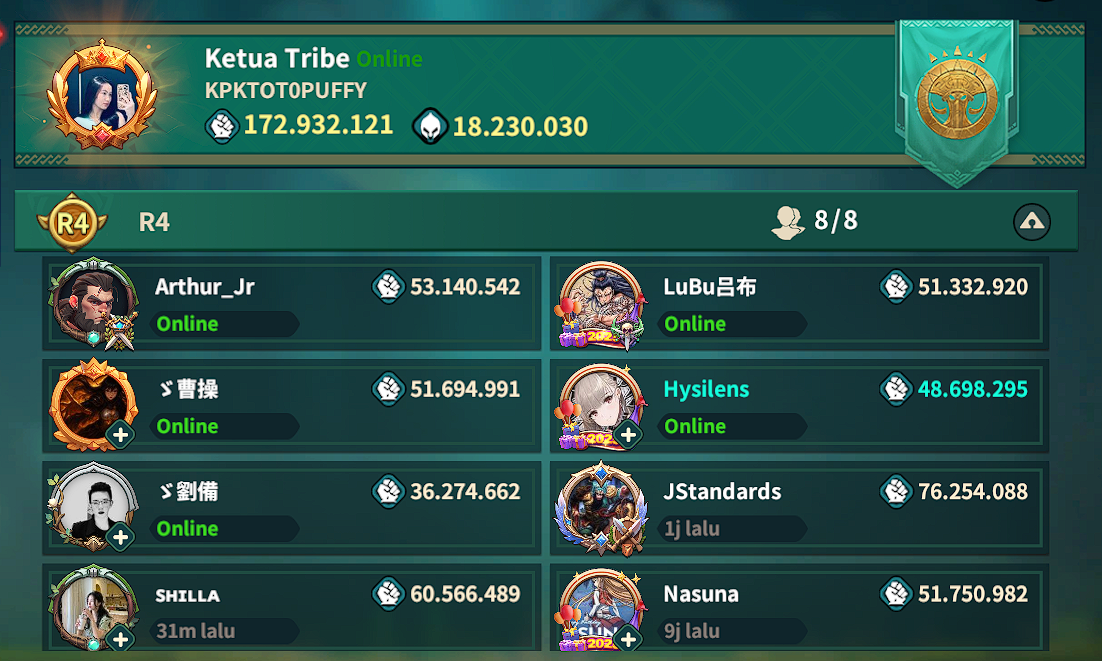 Ketua Tribe Online
KPKTOT0PUFFY
172.932.121 18.230.030
R4 R4 8/8
Arthur_Jr 53.140.542
Online
LuBu呂布 51.332.920
Online
ゞ曹操 51.694.991
Online
Hysilens 48.698.295
Online
ゞ劉備 36.274.662
Online
JStandards 76.254.088
1j lalu
sʜɪʟʟᴀ 60.566.489
31m lalu
Nasuna 51.750.982
9j lalu